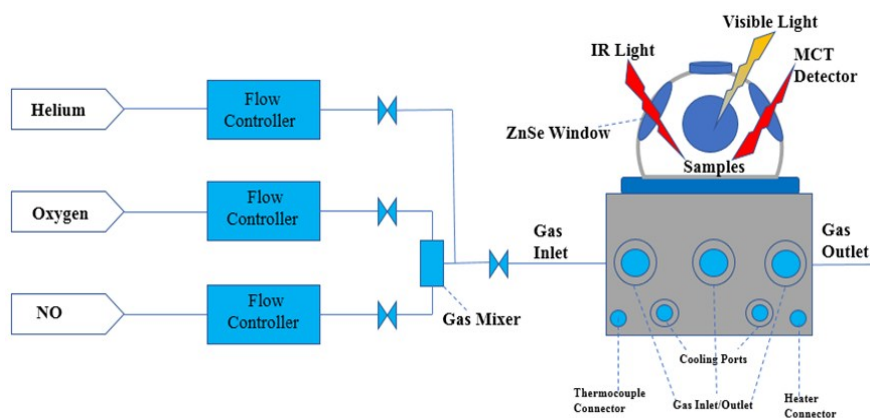 Visible Light
IR Light
MCT
Detector
Helium
Flow
Controller
ZnSe Window
Samples
Oxygen
Flow
Controller
Gas
Inlet
Gas
Outlet
NO
Flow
Controller
Gas Mixer
Cooling Ports
Thermocouple
Connector
Gas Inlet/Outlet
Heater
Connector